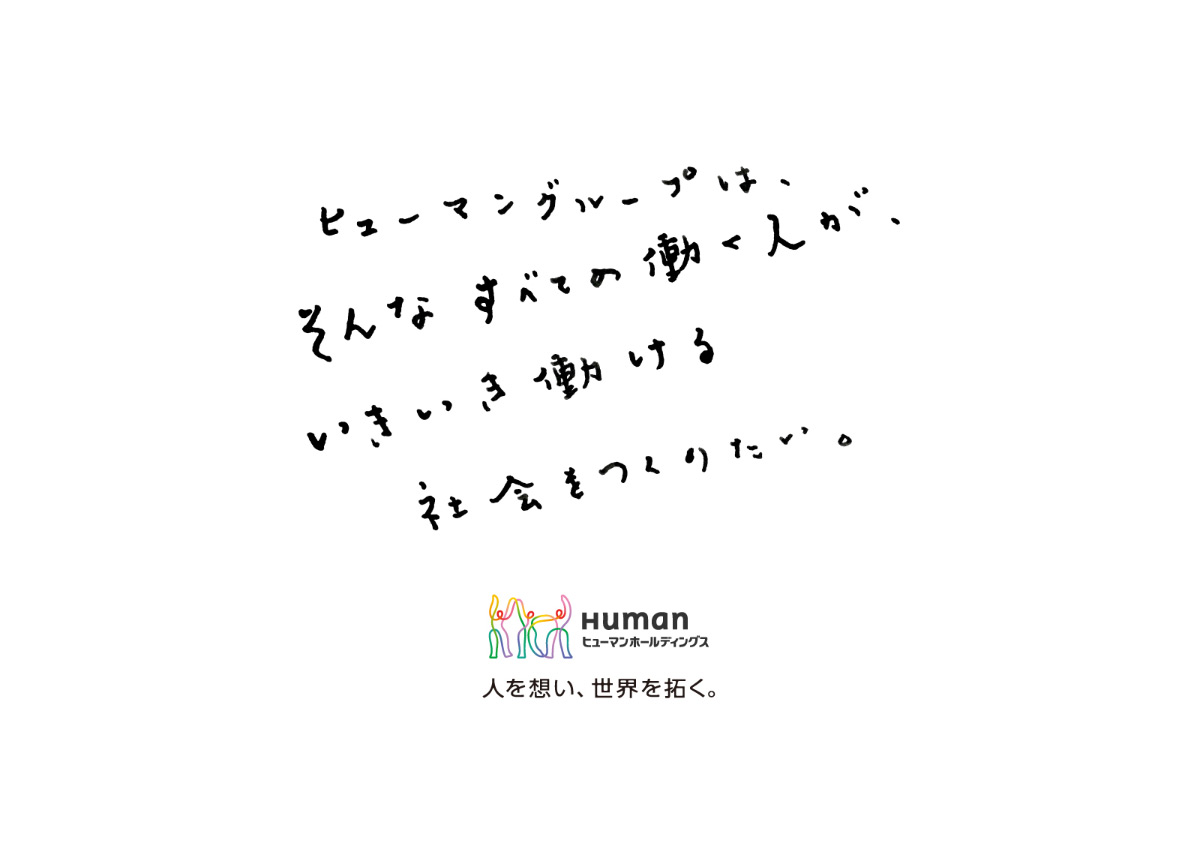 ヒューマングループは、
そんなすべての働く人が、
いきいき働ける
社会をつくりたい。
Human
ヒューマンホールディングス
人を想い、世界を拓く。